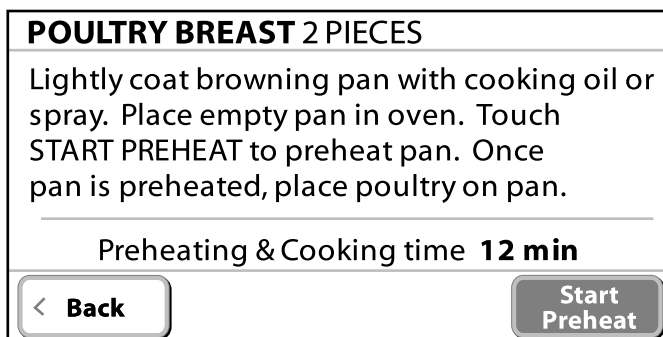 POULTRY BREAST 2 PIECES
Lightly coat browning pan with cooking oil or
spray. Place empty pan in oven. Touch
START PREHEAT to preheat pan. Once
pan is preheated, place poultry on pan.
Preheating & Cooking time 12 min
< Back
Start
Preheat